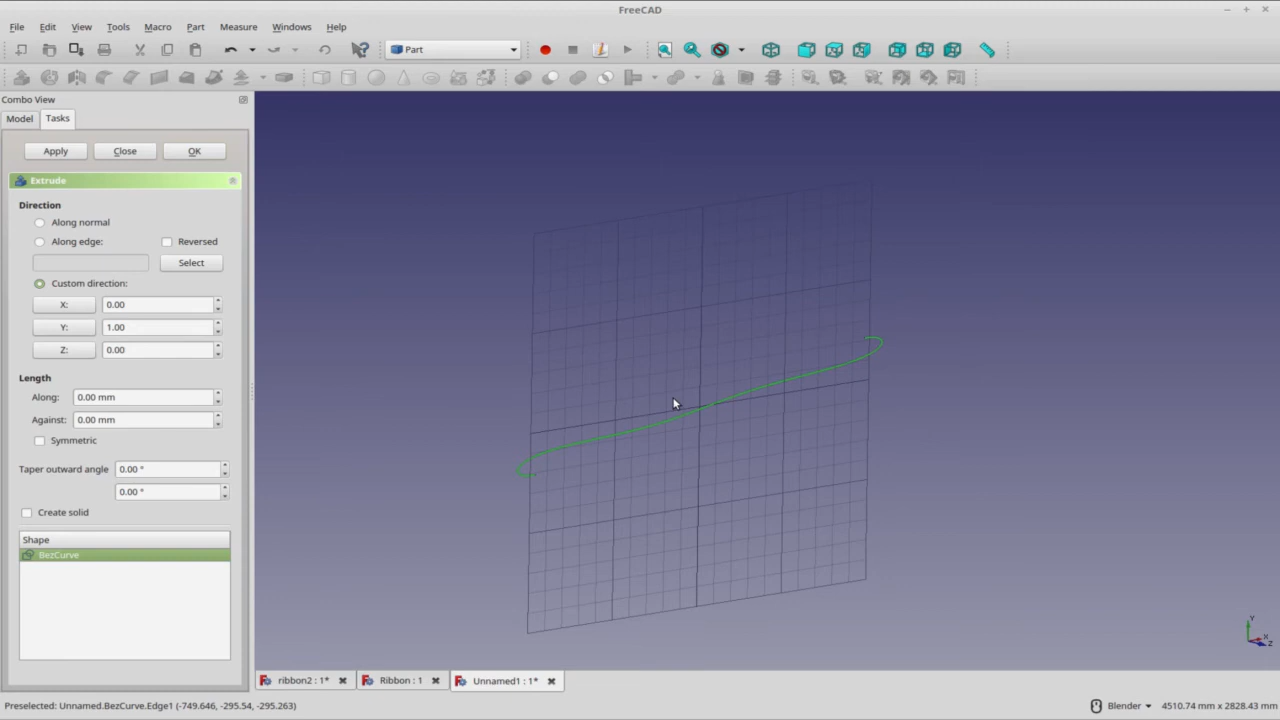 FreeCAD
File Edit View Tools Macro Part Measure Windows Help
Part
Combo View
Model Tasks
Apply Close OK
Extrude
Direction
Along normal
Along edge: Reversed
Select
Custom direction:
X: 0.00
Y: 1.00
Z: 0.00
Length
Along: 0.00 mm
Against: 0.00 mm
Symmetric
Taper outward angle 0.00 °
0.00 °
Create solid
Shape
BezCurve
Y
X
Z
ribbon2 : 1* Ribbon : 1 Unnamed1 : 1*
Preselected: Unnamed.BezCurve.Edge1 (-749.646, -295.54, -295.263) Blender 4510.74 mm x 2828.43 mm